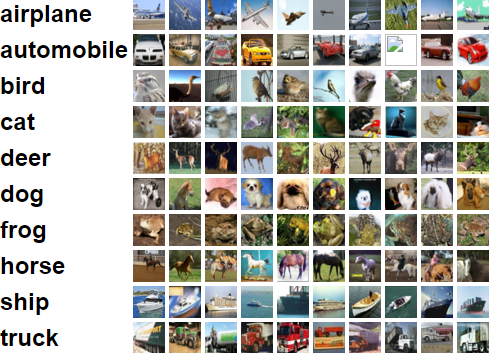 airplane
automobile
bird
cat
deer
dog
frog
horse
ship
truck